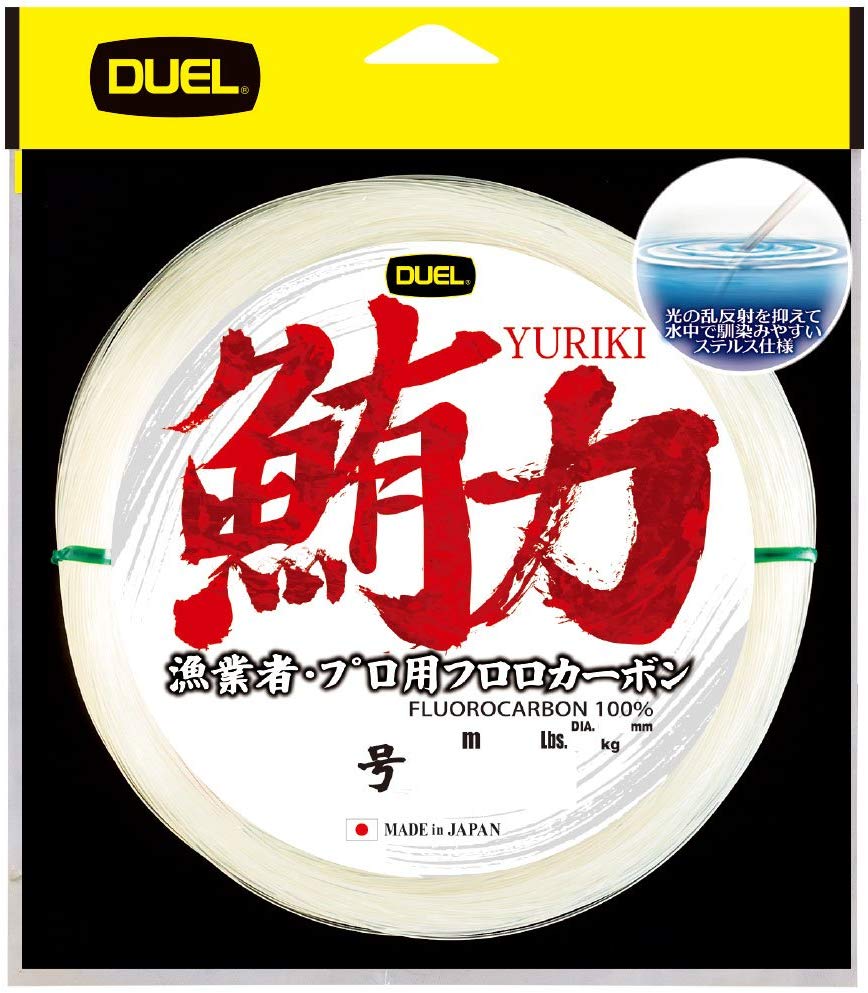 DUEL®
光の乱反射を抑えて
水中で馴染みやすい
ステルス仕様
DUEL®
YURIKI
鮪力
漁業者・プロ用フロロカーボン
FLUOROCARBON 100%
号 m Lbs. DIA. mm kg
MADE in JAPAN